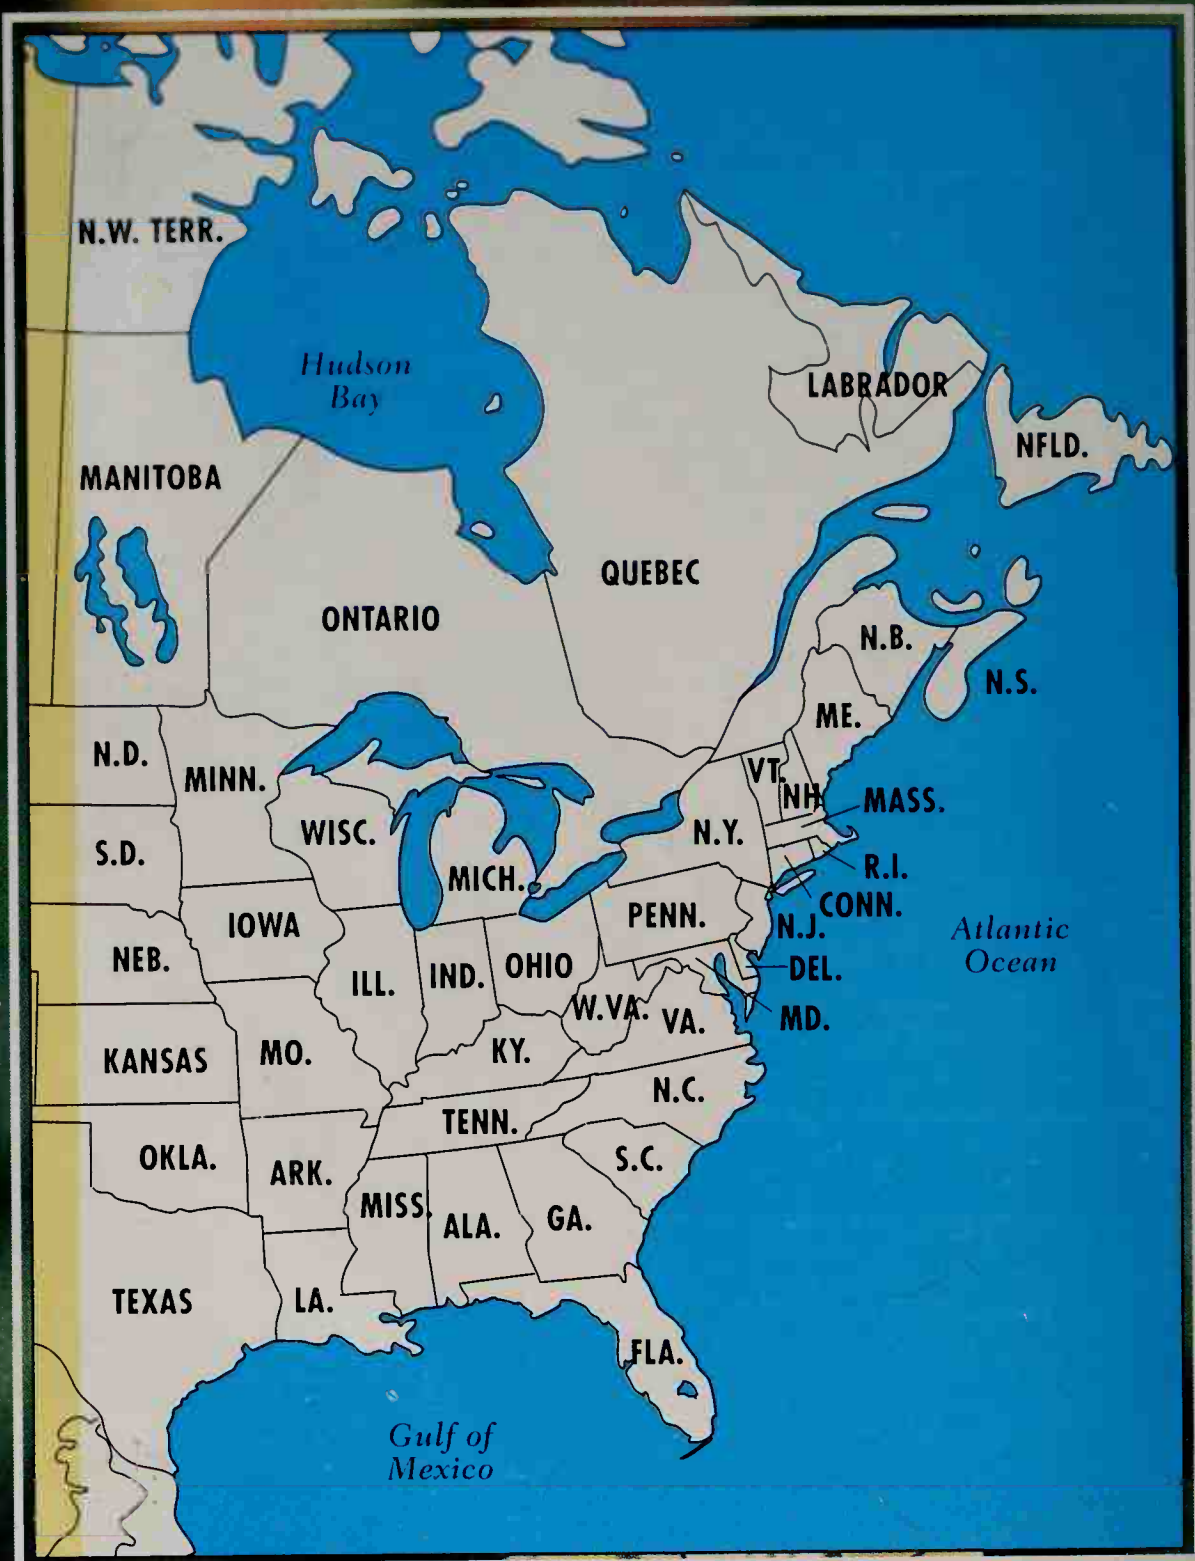 N.W. TERR.
Hudson
Bay
LABRADOR
NFLD.
MANITOBA
QUEBEC
ONTARIO
N.B.
N.S.
ME.
N.D.
MINN.
VT.
NH
MASS.
WISC.
N.Y.
S.D.
MICH.
R.I.
CONN.
IOWA
PENN.
N.J.
Atlantic
Ocean
NEB.
ILL.
IND.
OHIO
DEL.
W.VA.
VA.
MD.
KANSAS
MO.
KY.
N.C.
TENN.
OKLA.
ARK.
S.C.
MISS.
ALA.
GA.
TEXAS
LA.
FLA.
Gulf of
Mexico